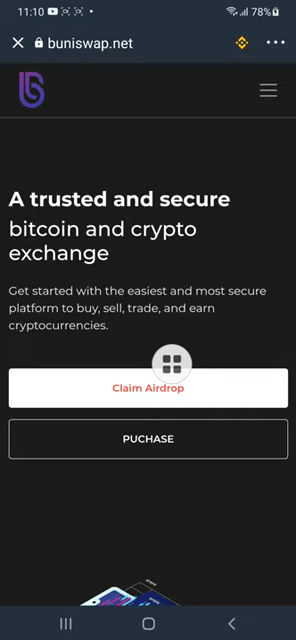 11:10
78%
buniswap.net
A trusted and secure
bitcoin and crypto
exchange
Get started with the easiest and most secure
platform to buy, sell, trade, and earn
cryptocurrencies.
Claim Airdrop
PUCHASE